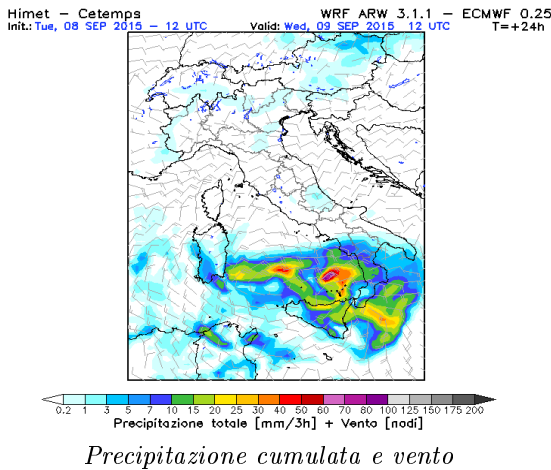 Himet – Cetemps WRF ARW 3.1.1 – ECMWF 0.25
Init.: Tue, 08 SEP 2015 – 12 UTC Valid: Wed, 09 SEP 2015 12 UTC T=+24h
0.2 1 3 5 7 10 15 20 25 30 40 50 60 70 80 100 125 150 175 200
Precipitazione totale [mm/3h] + Vento [nodi]
Precipitazione cumulata e vento